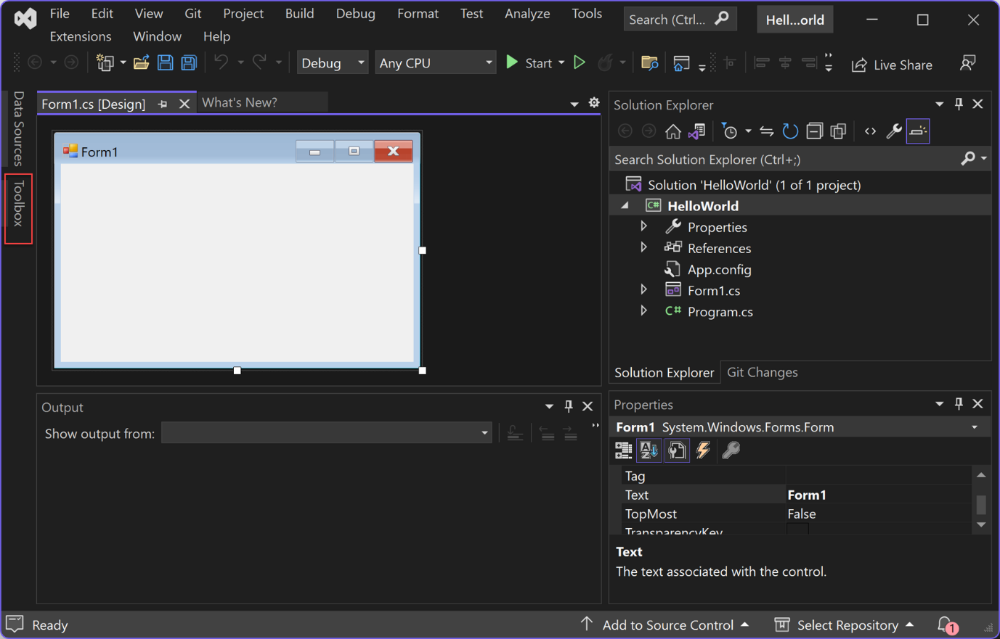 File Edit View Git Project Build Debug Format Test Analyze Tools
Search (Ctrl...
Hell...orld
Extensions Window Help
Debug
Any CPU
Start
Live Share
Data Sources
Toolbox
Form1.cs [Design]
What's New?
Form1
Output
Show output from:
Solution Explorer
Search Solution Explorer (Ctrl+;)
Solution 'HelloWorld' (1 of 1 project)
C# HelloWorld
Properties
References
App.config
Form1.cs
C# Program.cs
Solution Explorer
Git Changes
Properties
Form1 System.Windows.Forms.Form
Tag
Text Form1
TopMost False
TransparencyKey
Text
The text associated with the control.
Ready
Add to Source Control
Select Repository
1